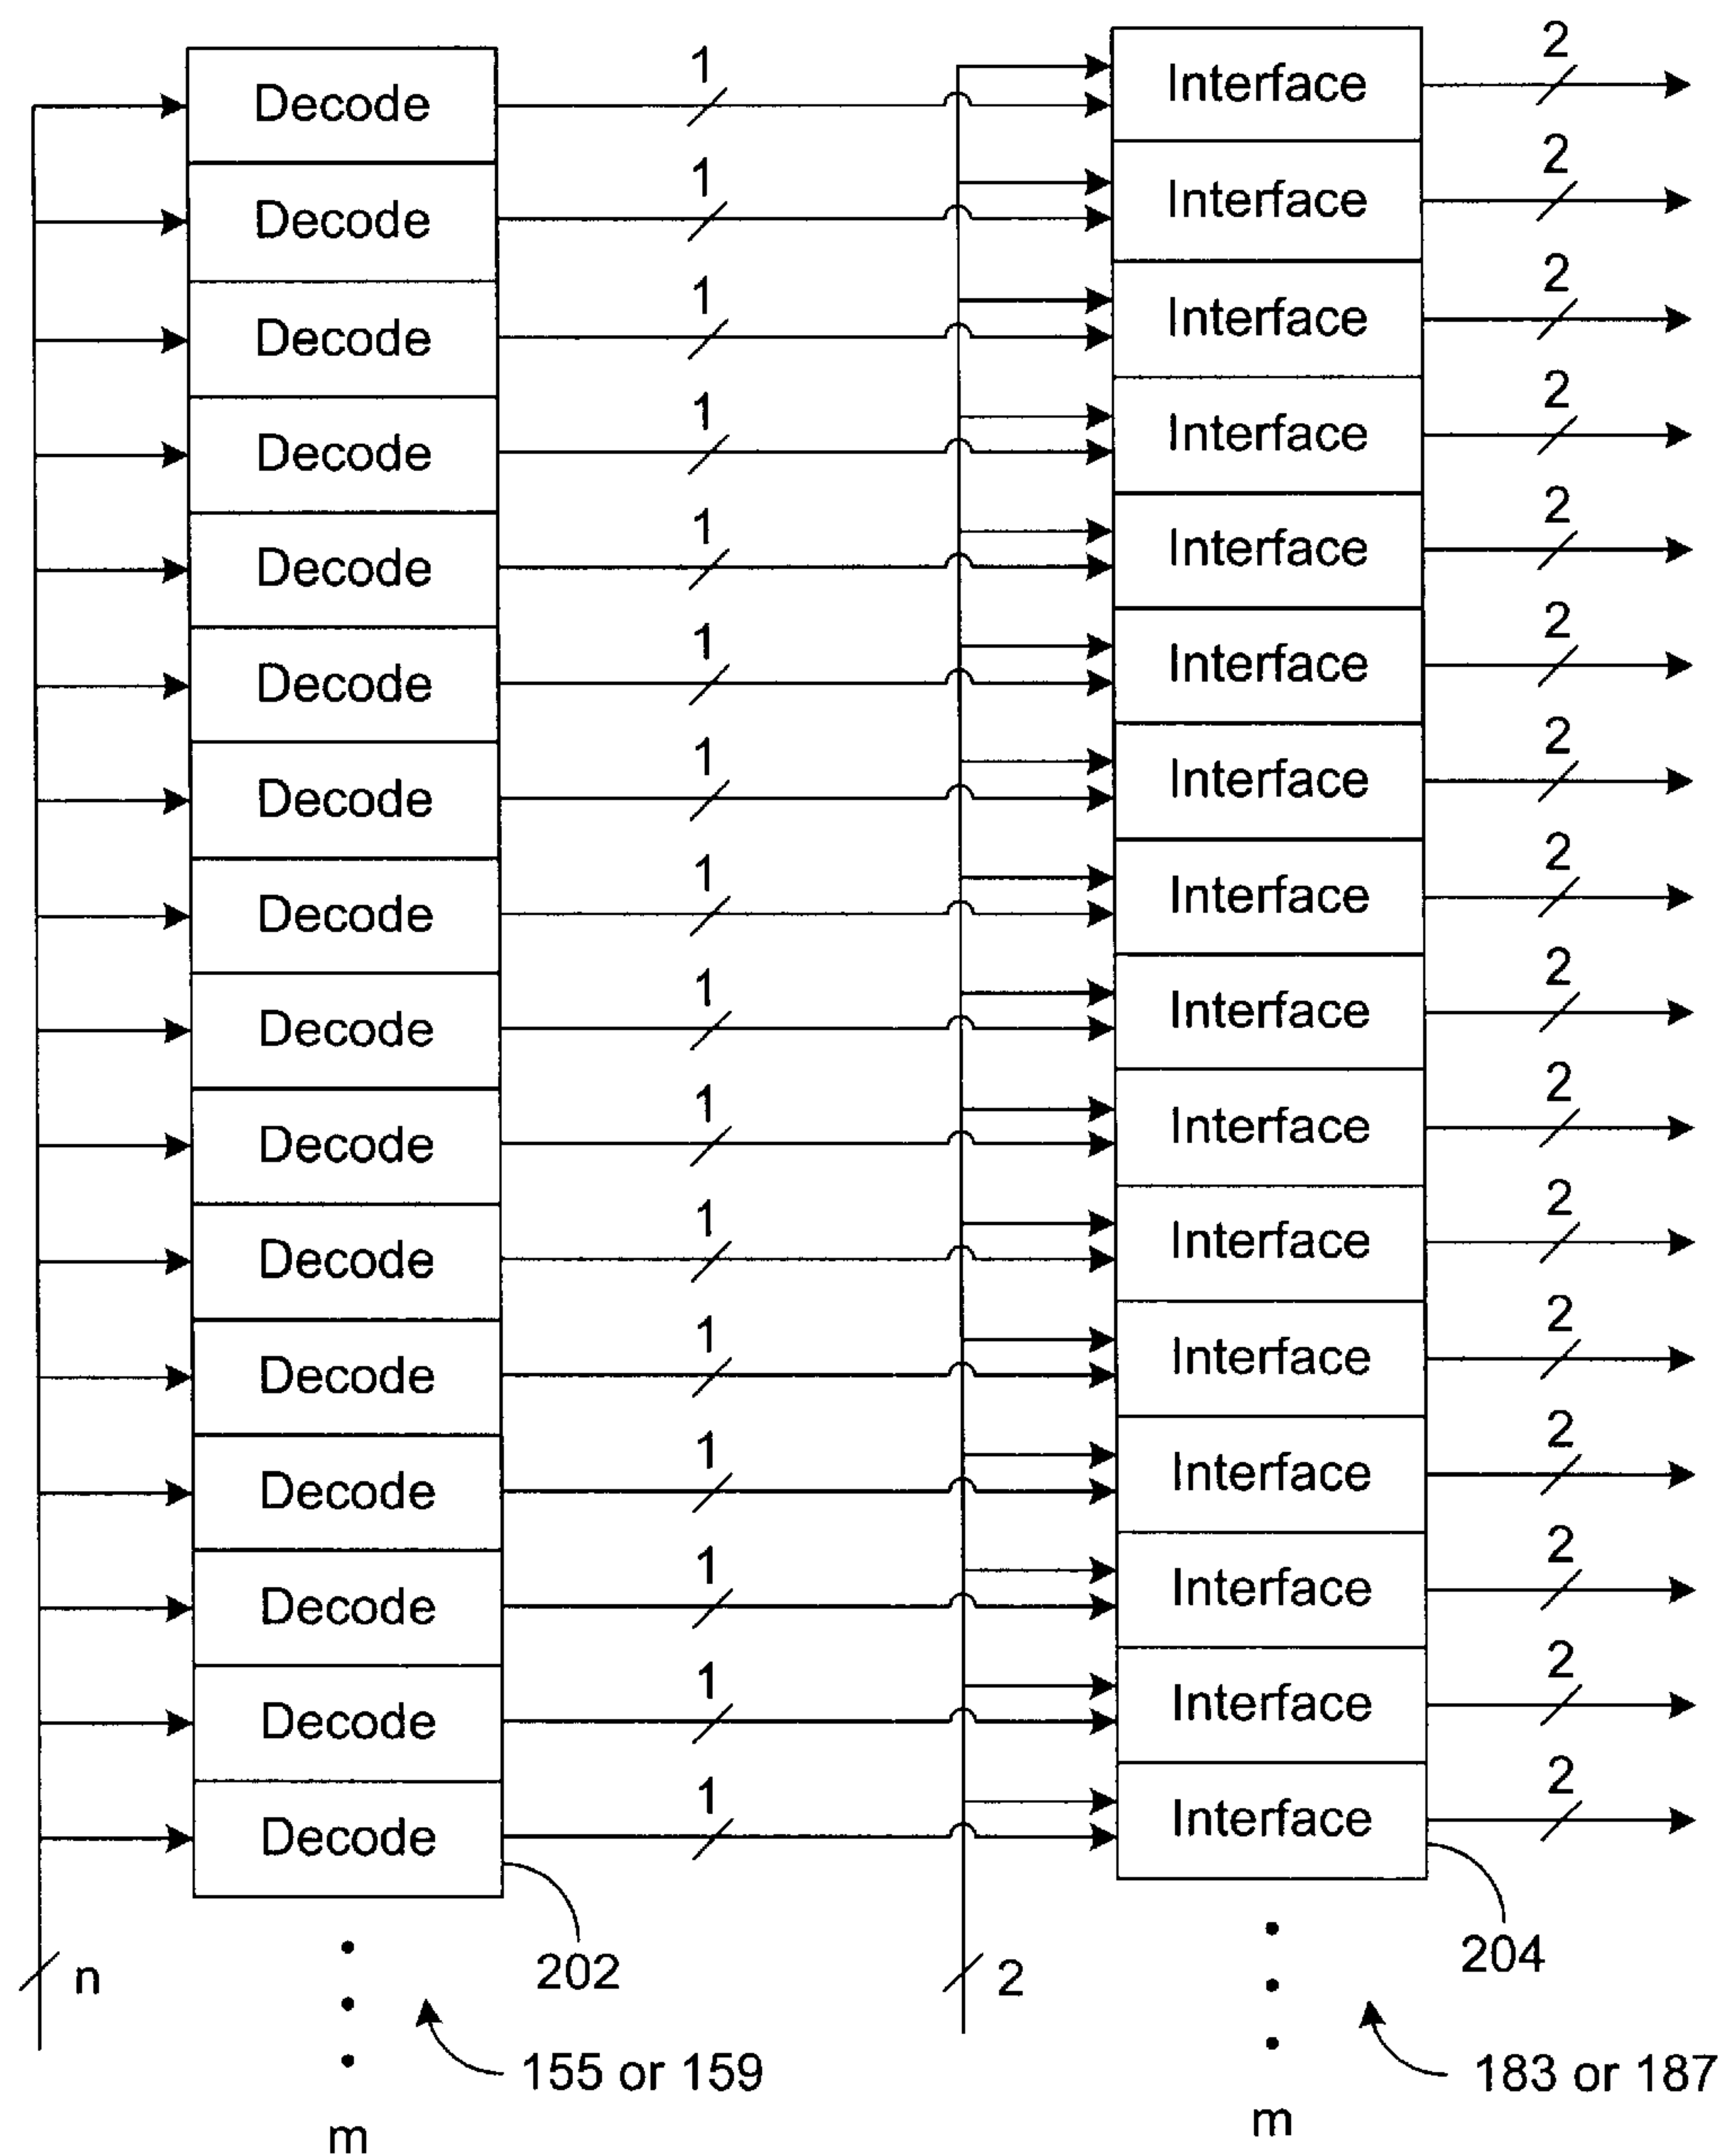 1 2
Decode Interface
1 2
Decode Interface
1 2
Decode Interface
1 2
Decode Interface
1 2
Decode Interface
1 2
Decode Interface
1 2
Decode Interface
1 2
Decode Interface
1 2
Decode Interface
1 2
Decode Interface
1 2
Decode Interface
1 2
Decode Interface
1 2
Decode Interface
1 2
Decode Interface
1 2
Decode Interface
1 2
Decode Interface
n 202 2 204
155 or 159 183 or 187
m m